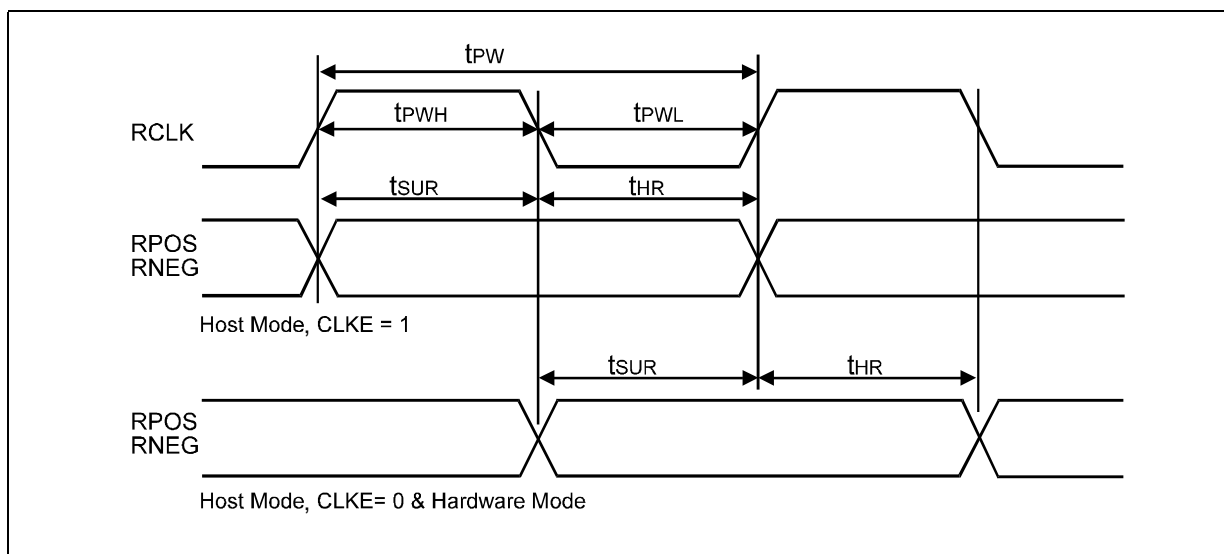 tPW
RCLK
tPWH
tPWL
tSUR
tHR
RPOS
RNEG
Host Mode, CLKE = 1
tSUR
tHR
RPOS
RNEG
Host Mode, CLKE= 0 & Hardware Mode